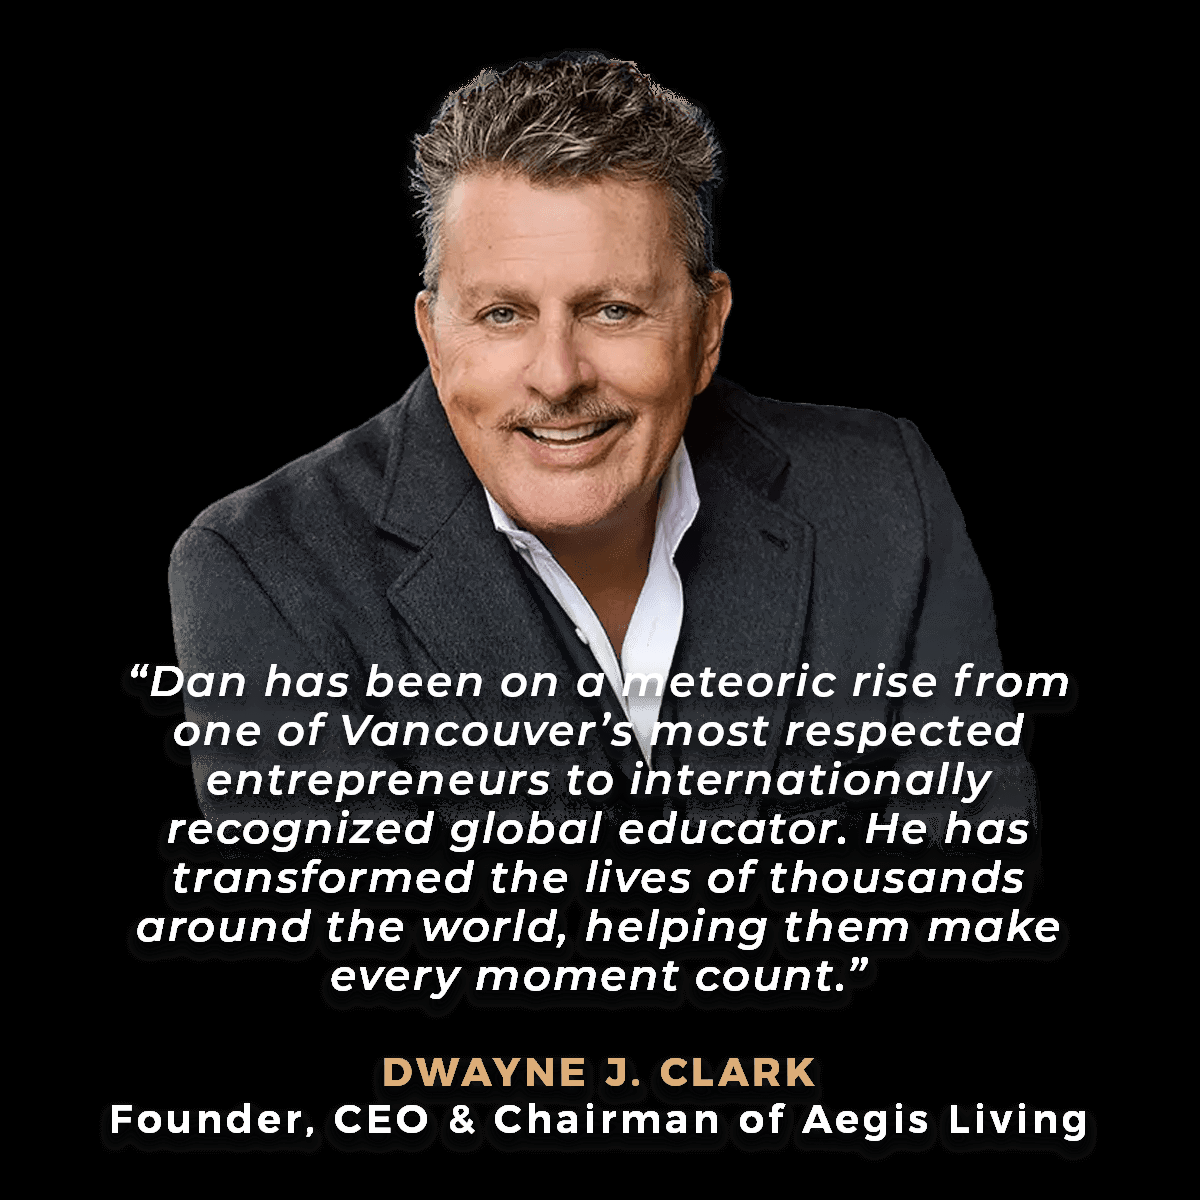 “Dan has been on a meteoric rise from
one of Vancouver’s most respected
entrepreneurs to internationally
recognized global educator. He has
transformed the lives of thousands
around the world, helping them make
every moment count.”
DWAYNE J. CLARK
Founder, CEO & Chairman of Aegis Living